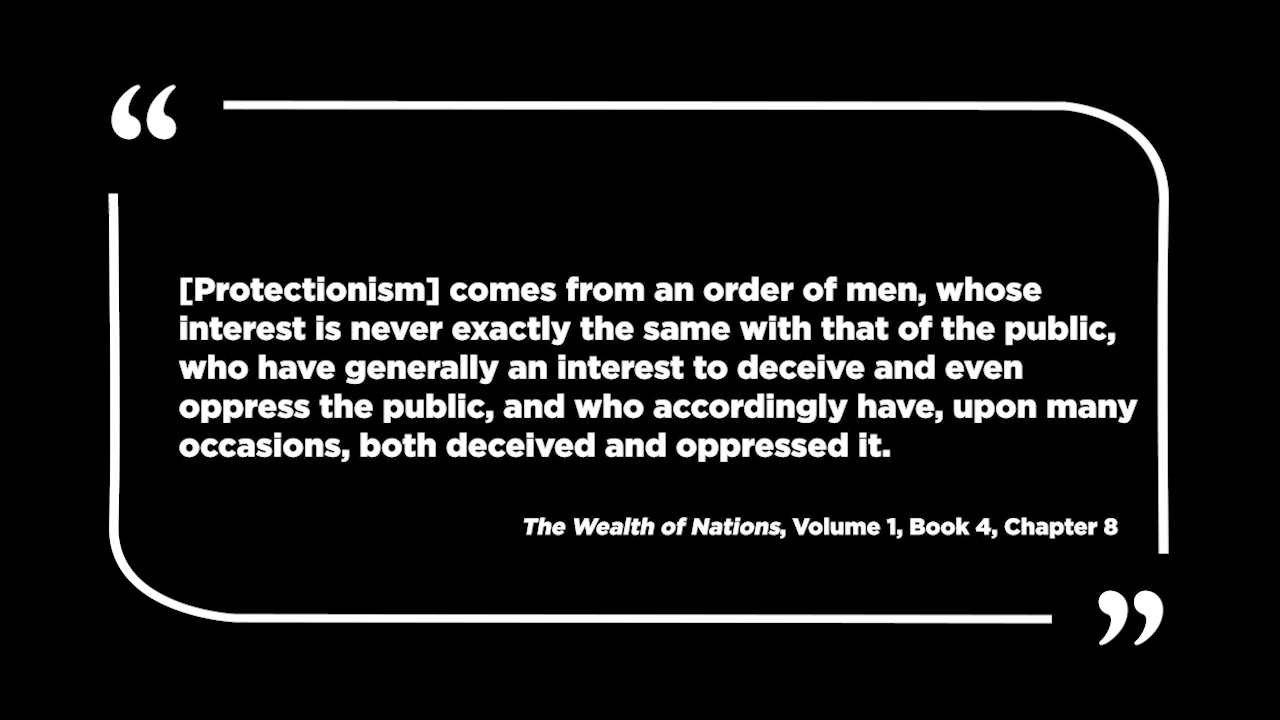 “
[Protectionism] comes from an order of men, whose
interest is never exactly the same with that of the public,
who have generally an interest to deceive and even
oppress the public, and who accordingly have, upon many
occasions, both deceived and oppressed it.
The Wealth of Nations, Volume 1, Book 4, Chapter 8
”